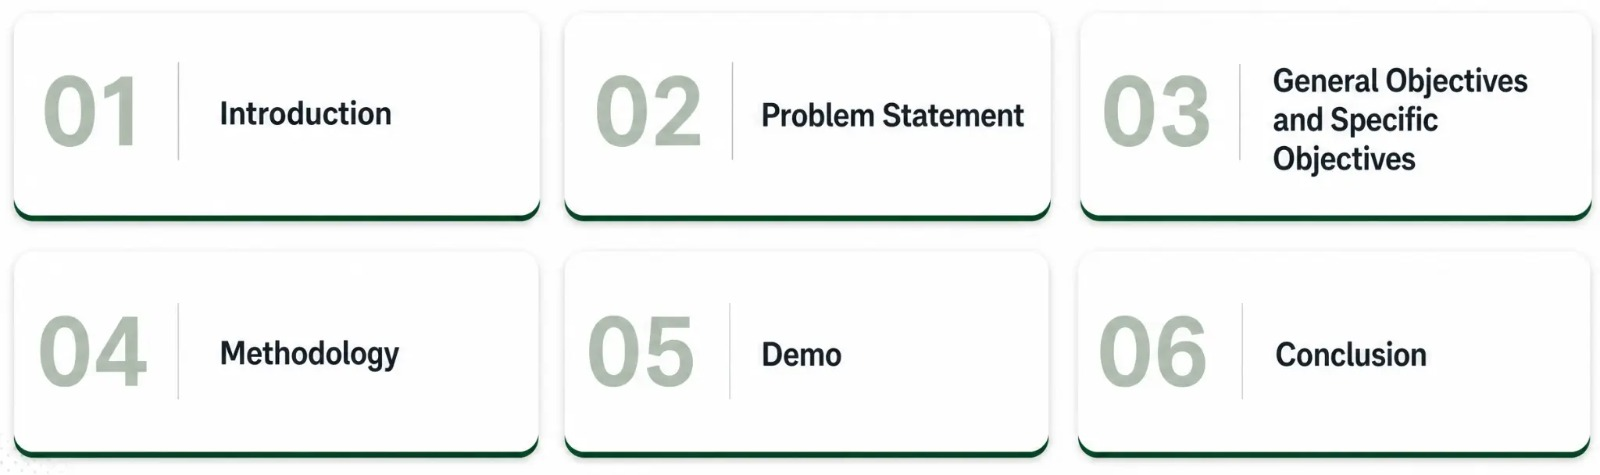 01
Introduction
02
Problem Statement
03
General Objectives
and Specific
Objectives
04
Methodology
05
Demo
06
Conclusion